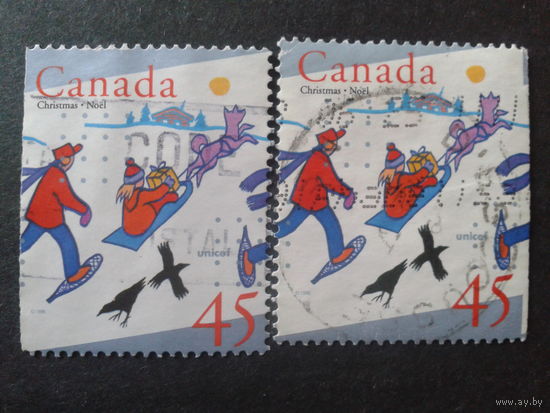 Canada
Christmas • Noël
unicef
45
Canada
Christmas • Noël
unicef
45
www.ay.by